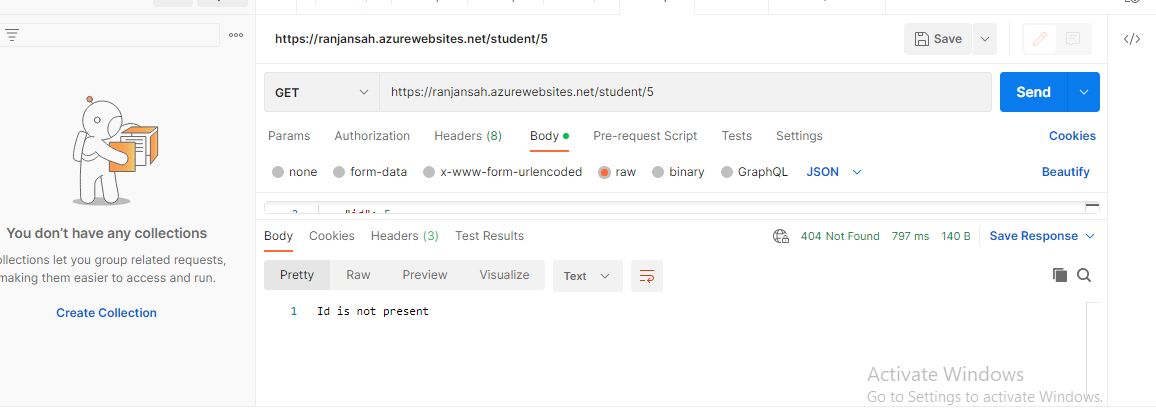 https://ranjansah.azurewebsites.net/student/5
Save
GET
https://ranjansah.azurewebsites.net/student/5
Send
Params Authorization Headers (8) Body Pre-request Script Tests Settings Cookies
none form-data x-www-form-urlencoded raw binary GraphQL JSON Beautify
"id": 5
Body Cookies Headers (3) Test Results 404 Not Found 797 ms 140 B Save Response
Pretty Raw Preview Visualize Text
1 Id is not present
You don't have any collections
ollections let you group related requests,
making them easier to access and run.
Create Collection
Activate Windows
Go to Settings to activate Windows.